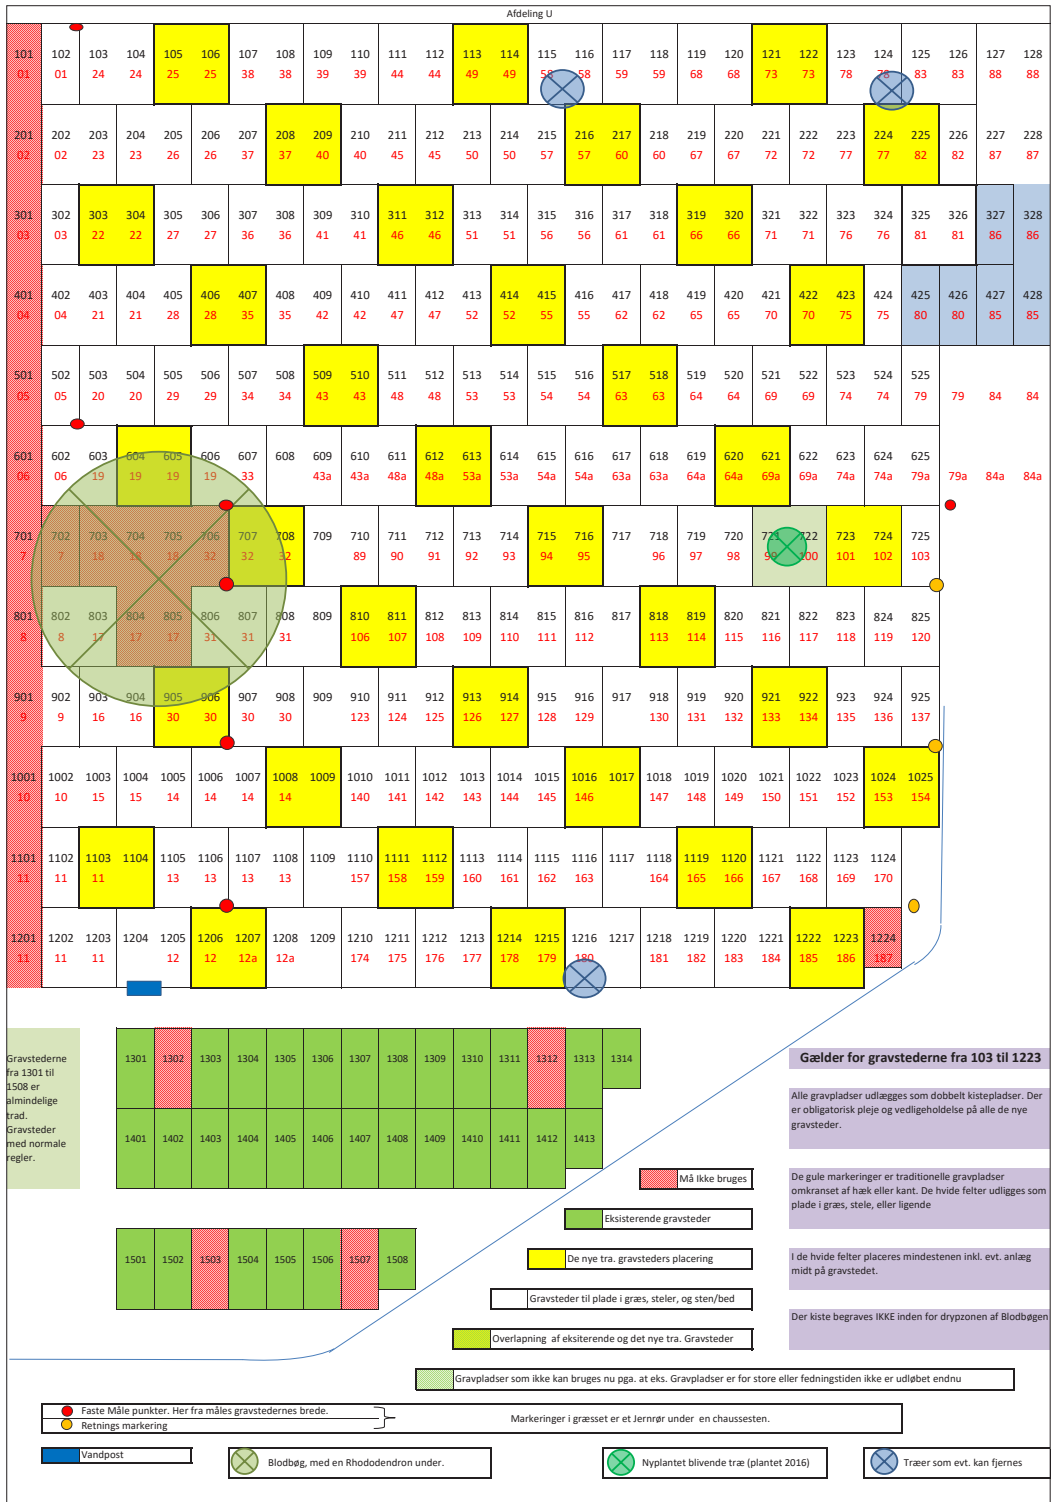 Afdeling U
101 102 103 104 105 106 107 108 109 110 111 112 113 114 115 116 117 118 119 120 121 122 123 124 125 126 127 128
01 01 24 24 25 25 38 38 39 39 44 44 49 49 58 58 59 59 68 68 73 73 78 78 83 83 88 88
201 202 203 204 205 206 207 208 209 210 211 212 213 214 215 216 217 218 219 220 221 222 223 224 225 226 227 228
02 02 23 23 26 26 37 37 40 40 45 45 50 50 57 57 60 60 67 67 72 72 77 77 82 82 87 87
301 302 303 304 305 306 307 308 309 310 311 312 313 314 315 316 317 318 319 320 321 322 323 324 325 326 327 328
03 03 22 22 27 27 36 36 41 41 46 46 51 51 56 56 61 61 66 66 71 71 76 76 81 81 86 86
401 402 403 404 405 406 407 408 409 410 411 412 413 414 415 416 417 418 419 420 421 422 423 424 425 426 427 428
04 04 21 21 28 28 35 35 42 42 47 47 52 52 55 55 62 62 65 65 70 70 75 75 80 80 85 85
501 502 503 504 505 506 507 508 509 510 511 512 513 514 515 516 517 518 519 520 521 522 523 524 525
05 05 20 20 29 29 34 34 43 43 48 48 53 53 54 54 63 63 64 64 69 69 74 74 79 79 84 84
601 602 603 604 605 606 607 608 609 610 611 612 613 614 615 616 617 618 619 620 621 622 623 624 625
06 06 19 19 19 19 33 43a 43a 48a 48a 53a 53a 54a 54a 63a 63a 64a 64a 69a 69a 74a 74a 79a 79a 84a 84a
701 702 703 704 705 706 707 708 709 710 711 712 713 714 715 716 717 718 719 720 721 722 723 724 725
7 7 18 18 18 32 32 32 89 90 91 92 93 94 95 96 97 98 99 100 101 102 103
801 802 803 804 805 806 807 808 809 810 811 812 813 814 815 816 817 818 819 820 821 822 823 824 825
8 8 17 17 17 31 31 31 106 107 108 109 110 111 112 113 114 115 116 117 118 119 120
901 902 903 904 905 906 907 908 909 910 911 912 913 914 915 916 917 918 919 920 921 922 923 924 925
9 9 16 16 30 30 30 30 123 124 125 126 127 128 129 130 131 132 133 134 135 136 137
1001 1002 1003 1004 1005 1006 1007 1008 1009 1010 1011 1012 1013 1014 1015 1016 1017 1018 1019 1020 1021 1022 1023 1024 1025
10 10 15 15 14 14 14 14 140 141 142 143 144 145 146 147 148 149 150 151 152 153 154
1101 1102 1103 1104 1105 1106 1107 1108 1109 1110 1111 1112 1113 1114 1115 1116 1117 1118 1119 1120 1121 1122 1123 1124
11 11 11 13 13 13 13 157 158 159 160 161 162 163 164 165 166 167 168 169 170
1201 1202 1203 1204 1205 1206 1207 1208 1209 1210 1211 1212 1213 1214 1215 1216 1217 1218 1219 1220 1221 1222 1223 1224
11 11 11 12 12 12a 12a 174 175 176 177 178 179 180 181 182 183 184 185 186 187
Gravstederne
fra 1301 til
1508 er
almindelige
trad.
Gravsteder
med normale
regler.
1301 1302 1303 1304 1305 1306 1307 1308 1309 1310 1311 1312 1313 1314
1401 1402 1403 1404 1405 1406 1407 1408 1409 1410 1411 1412 1413
1501 1502 1503 1504 1505 1506 1507 1508
Gælder for gravstederne fra 103 til 1223
Alle gravpladser udlægges som dobbelt kistepladser. Der
er obligatorisk pleje og vedligeholdelse på alle de nye
gravsteder.
De gule markeringer er traditionelle gravpladser
omkranset af hæk eller kant. De hvide felter udligges som
plade i græs, stele, eller ligende
I de hvide felter placeres mindestenen inkl. evt. anlæg
midt på gravstedet.
Der kiste begraves IKKE inden for drypzonen af Blodbøgen
Må Ikke bruges
Eksisterende gravsteder
De nye tra. gravsteders placering
Gravsteder til plade i græs, steler, og sten/bed
Overlapning af eksiterende og det nye tra. Gravsteder
Gravpladser som ikke kan bruges nu pga. at eks. Gravpladser er for store eller fedningstiden ikke er udløbet endnu
Faste Måle punkter. Her fra måles gravstedernes brede.
Retnings markering
Markeringer i græsset er et Jernrør under en chaussesten.
Vandpost
Blodbøg, med en Rhododendron under.
Nyplantet blivende træ (plantet 2016)
Træer som evt. kan fjernes